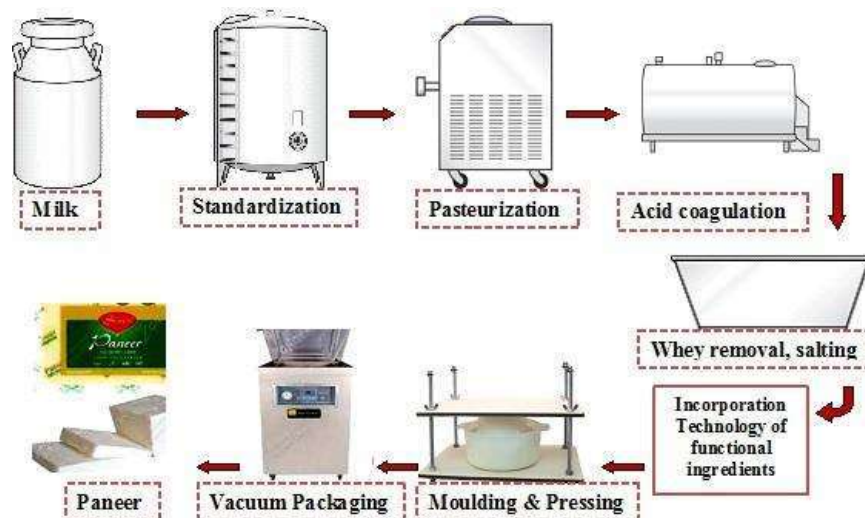 Milk
Standardization
Pasteurization
Acid coagulation
Whey removal, salting
Incorporation
Technology of
functional
ingredients
Moulding & Pressing
Vacuum Packaging
Paneer
Paneer